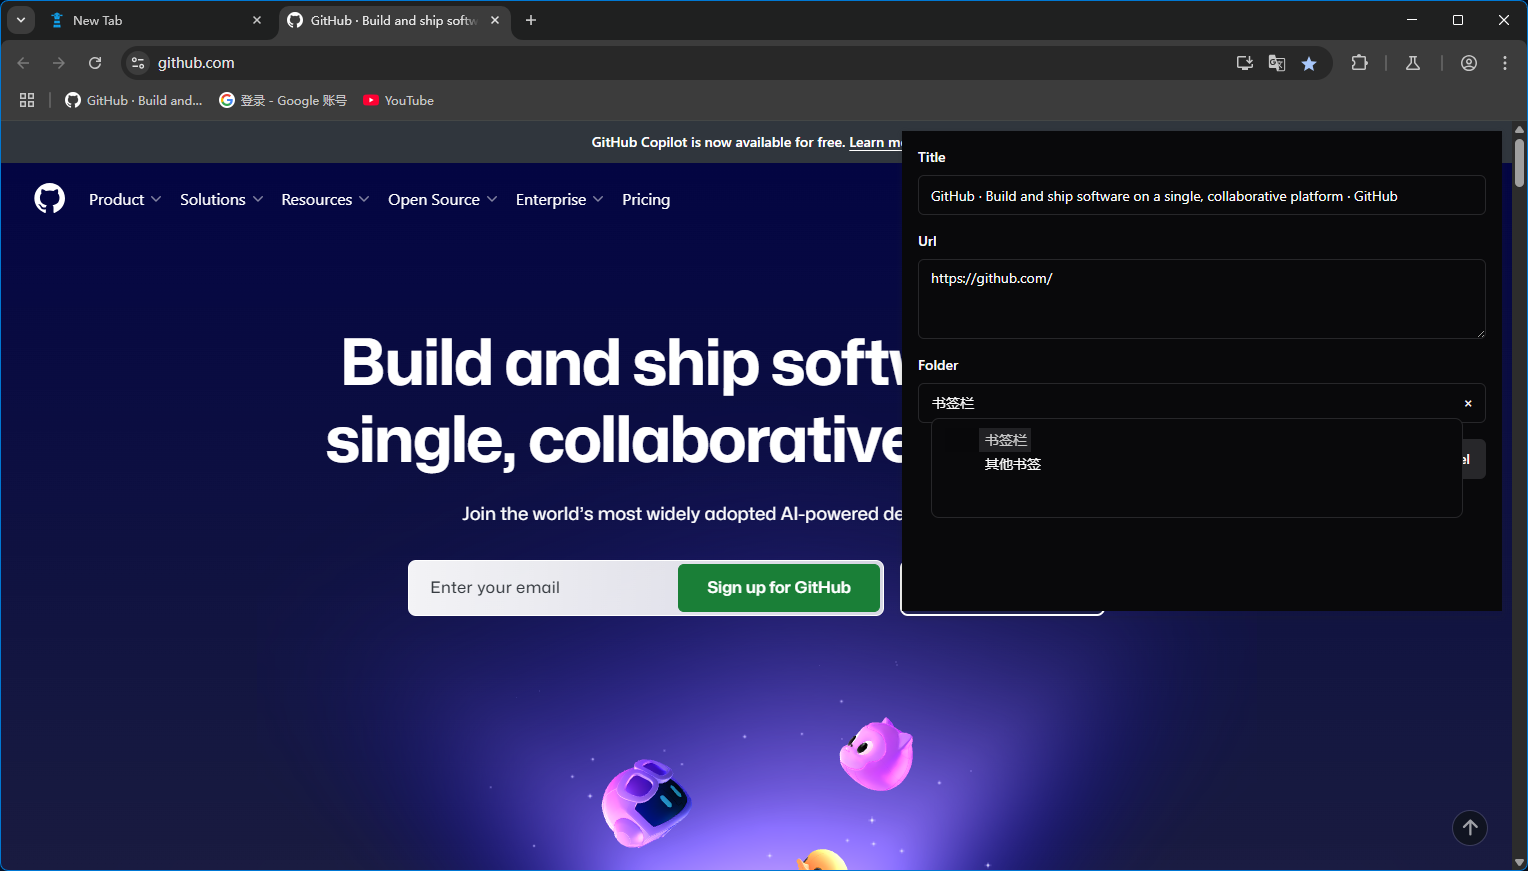 New Tab
GitHub · Build and ship softw
github.com
GitHub · Build and...
登录 - Google 账号
YouTube
GitHub Copilot is now available for free. Learn mo
Product
Solutions
Resources
Open Source
Enterprise
Pricing
Build and ship softw
single, collaborative
Join the world's most widely adopted AI-powered de
Enter your email
Sign up for GitHub
Title
GitHub · Build and ship software on a single, collaborative platform · GitHub
Url
https://github.com/
Folder
书签栏
书签栏
其他书签
el